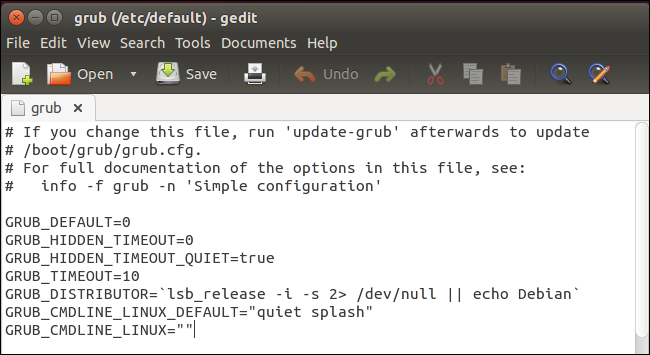 grub (/etc/default) - gedit
File Edit View Search Tools Documents Help
Open Save Undo
grub
# If you change this file, run 'update-grub' afterwards to update
# /boot/grub/grub.cfg.
# For full documentation of the options in this file, see:
#   info -f grub -n 'Simple configuration'

GRUB_DEFAULT=0
GRUB_HIDDEN_TIMEOUT=0
GRUB_HIDDEN_TIMEOUT_QUIET=true
GRUB_TIMEOUT=10
GRUB_DISTRIBUTOR=`lsb_release -i -s 2> /dev/null || echo Debian`
GRUB_CMDLINE_LINUX_DEFAULT="quiet splash"
GRUB_CMDLINE_LINUX=""